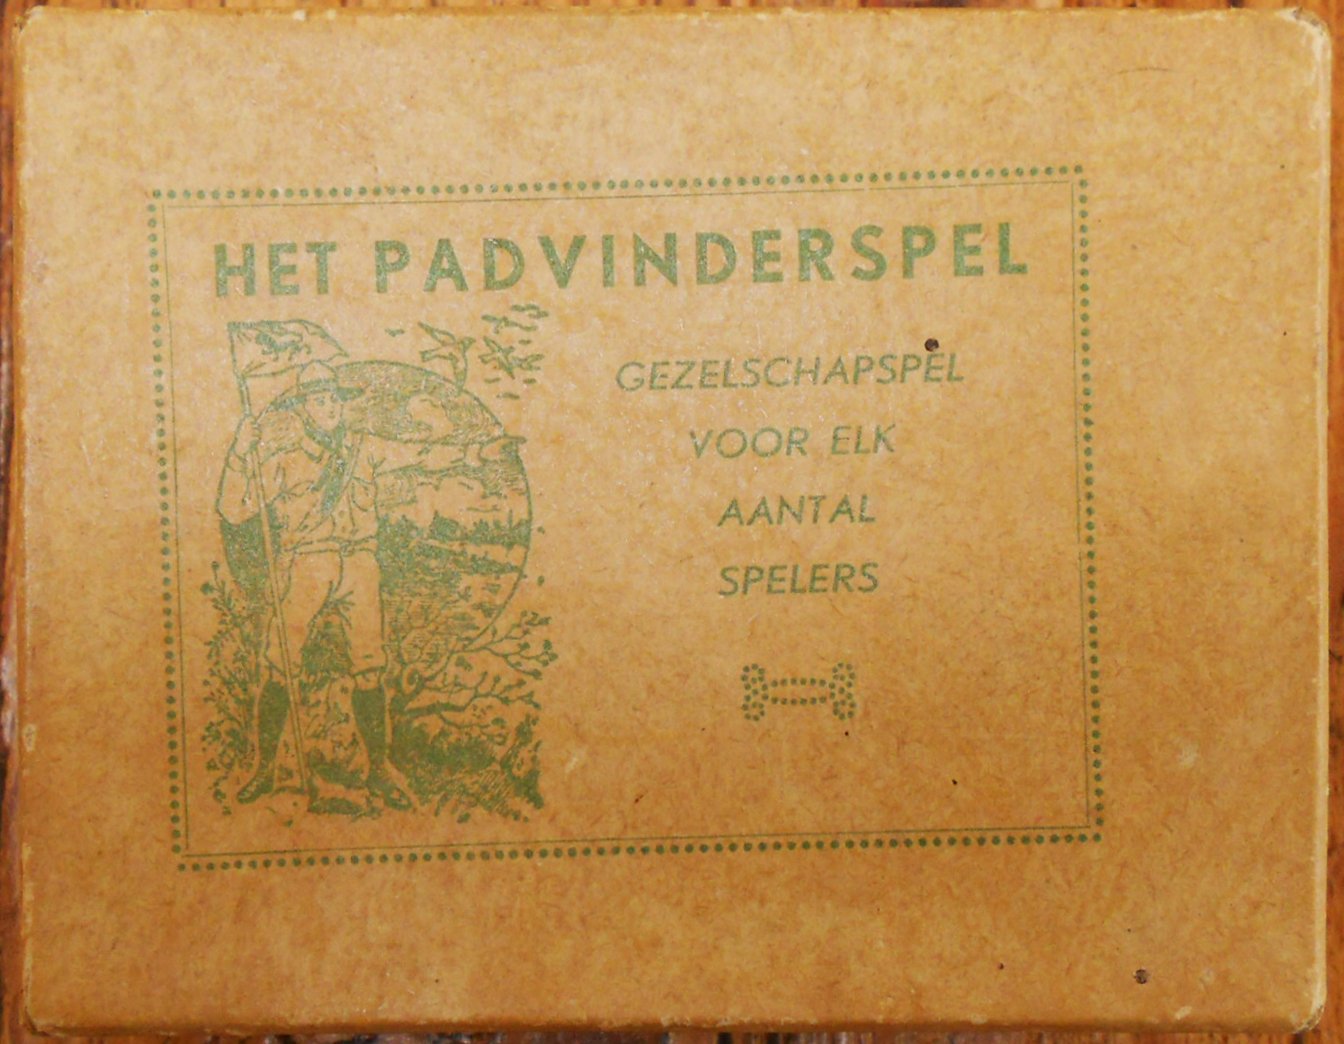 HET PADVINDERSPEL
GEZELSCHAPSPEL
VOOR ELK
AANTAL
SPELERS